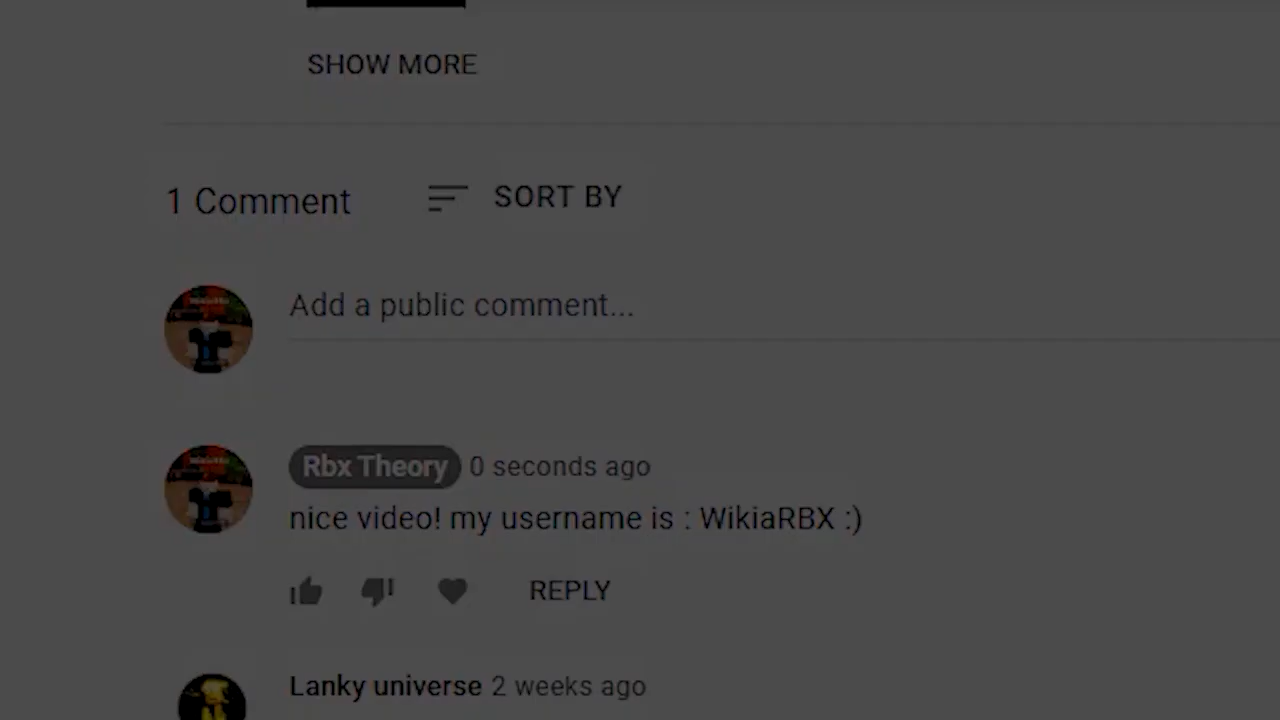 SHOW MORE
1 Comment
SORT BY
Add a public comment...
Rbx Theory 0 seconds ago
nice video! my username is : WikiaRBX :)
REPLY
Lanky universe 2 weeks ago